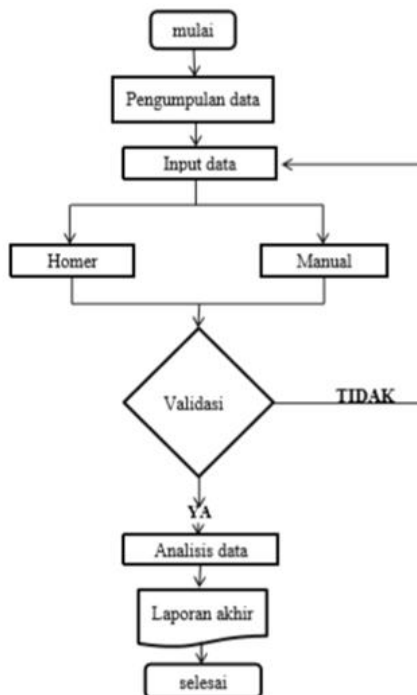 mulai
Pengumpulan data
Input data
Homer
Manual
Validasi
TIDAK
YA
Analisis data
Laporan akhir
selesai